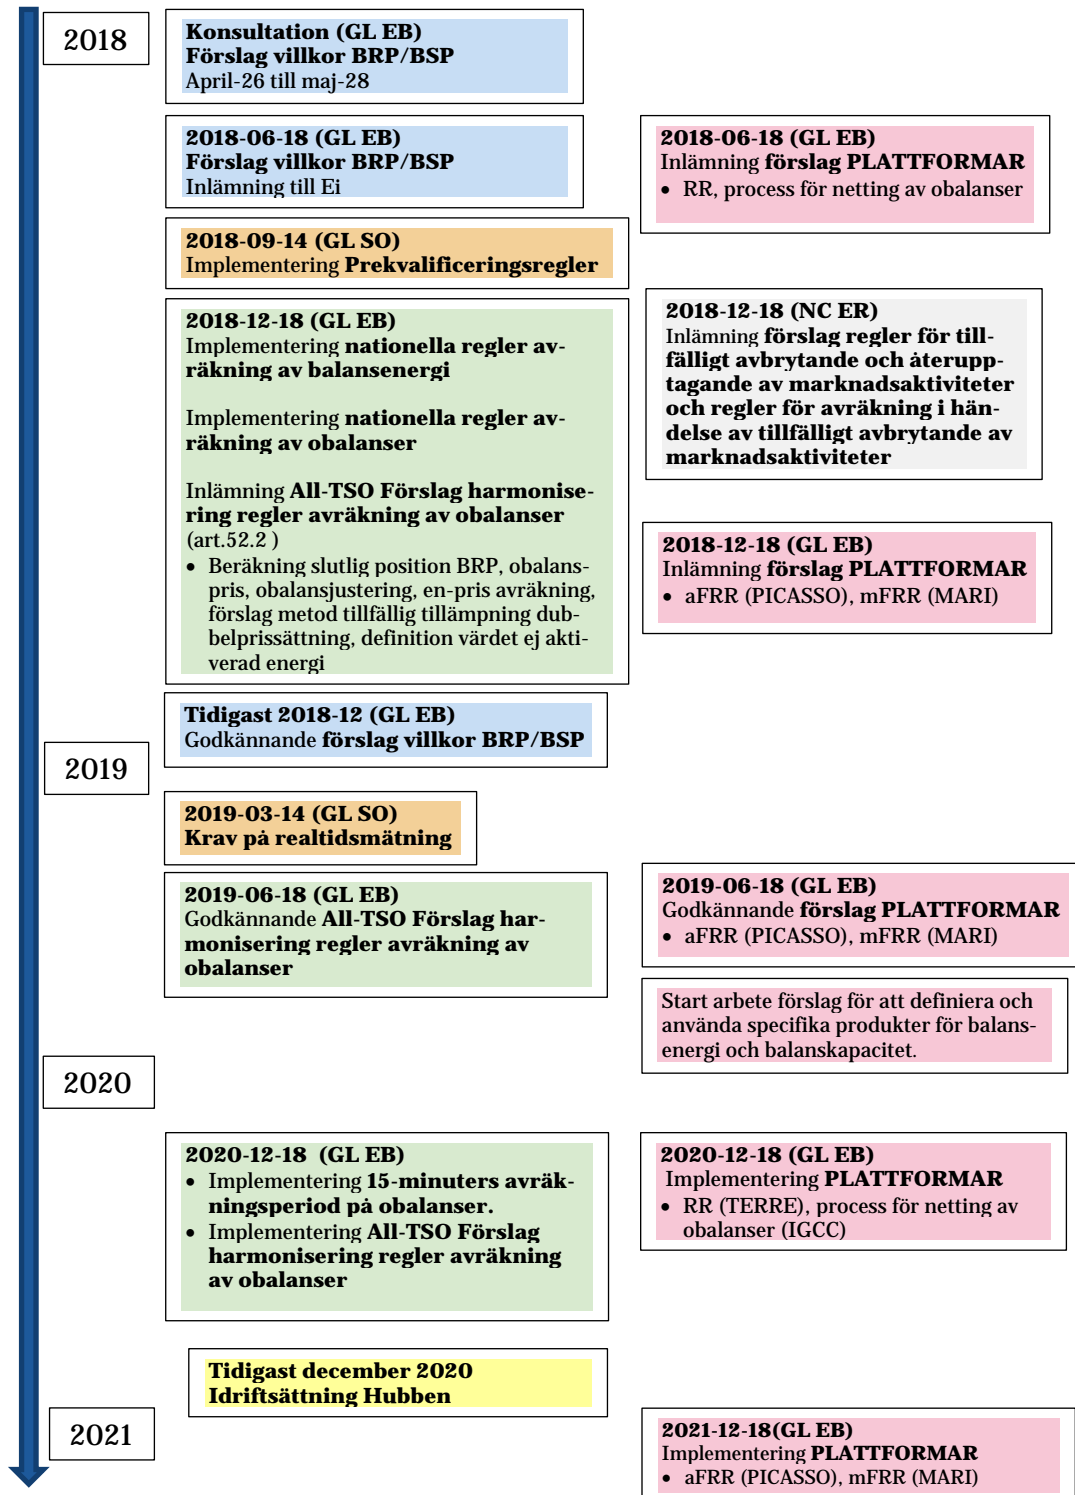 2018
Konsultation (GL EB)
Förslag villkor BRP/BSP
April-26 till maj-28
2018-06-18 (GL EB)
Förslag villkor BRP/BSP
Inlämning till Ei
2018-06-18 (GL EB)
Inlämning förslag PLATTFORMAR
• RR, process för netting av obalanser
2018-09-14 (GL SO)
Implementering Prekvalificeringsregler
2018-12-18 (GL EB)
Implementering nationella regler av-
räkning av balansenergi
Implementering nationella regler av-
räkning av obalanser
Inlämning All-TSO Förslag harmonise-
ring regler avräkning av obalanser
(art.52.2 )
• Beräkning slutlig position BRP, obalans-
pris, obalansjustering, en-pris avräkning,
förslag metod tillfällig tillämpning dub-
belprissättning, definition värdet ej akti-
verad energi
2018-12-18 (NC ER)
Inlämning förslag regler för till-
fälligt avbrytande och återupp-
tagande av marknadsaktiviteter
och regler för avräkning i hän-
delse av tillfälligt avbrytande av
marknadsaktiviteter
2018-12-18 (GL EB)
Inlämning förslag PLATTFORMAR
• aFRR (PICASSO), mFRR (MARI)
Tidigast 2018-12 (GL EB)
Godkännande förslag villkor BRP/BSP
2019
2019-03-14 (GL SO)
Krav på realtidsmätning
2019-06-18 (GL EB)
Godkännande All-TSO Förslag har-
monisering regler avräkning av
obalanser
2019-06-18 (GL EB)
Godkännande förslag PLATTFORMAR
• aFRR (PICASSO), mFRR (MARI)
Start arbete förslag för att definiera och
använda specifika produkter för balans-
energi och balanskapacitet.
2020
2020-12-18 (GL EB)
• Implementering 15-minuters avräk-
ningsperiod på obalanser.
• Implementering All-TSO Förslag
harmonisering regler avräkning
av obalanser
2020-12-18 (GL EB)
Implementering PLATTFORMAR
• RR (TERRE), process för netting av
obalanser (IGCC)
Tidigast december 2020
Idriftsättning Hubben
2021
2021-12-18(GL EB)
Implementering PLATTFORMAR
• aFRR (PICASSO), mFRR (MARI)